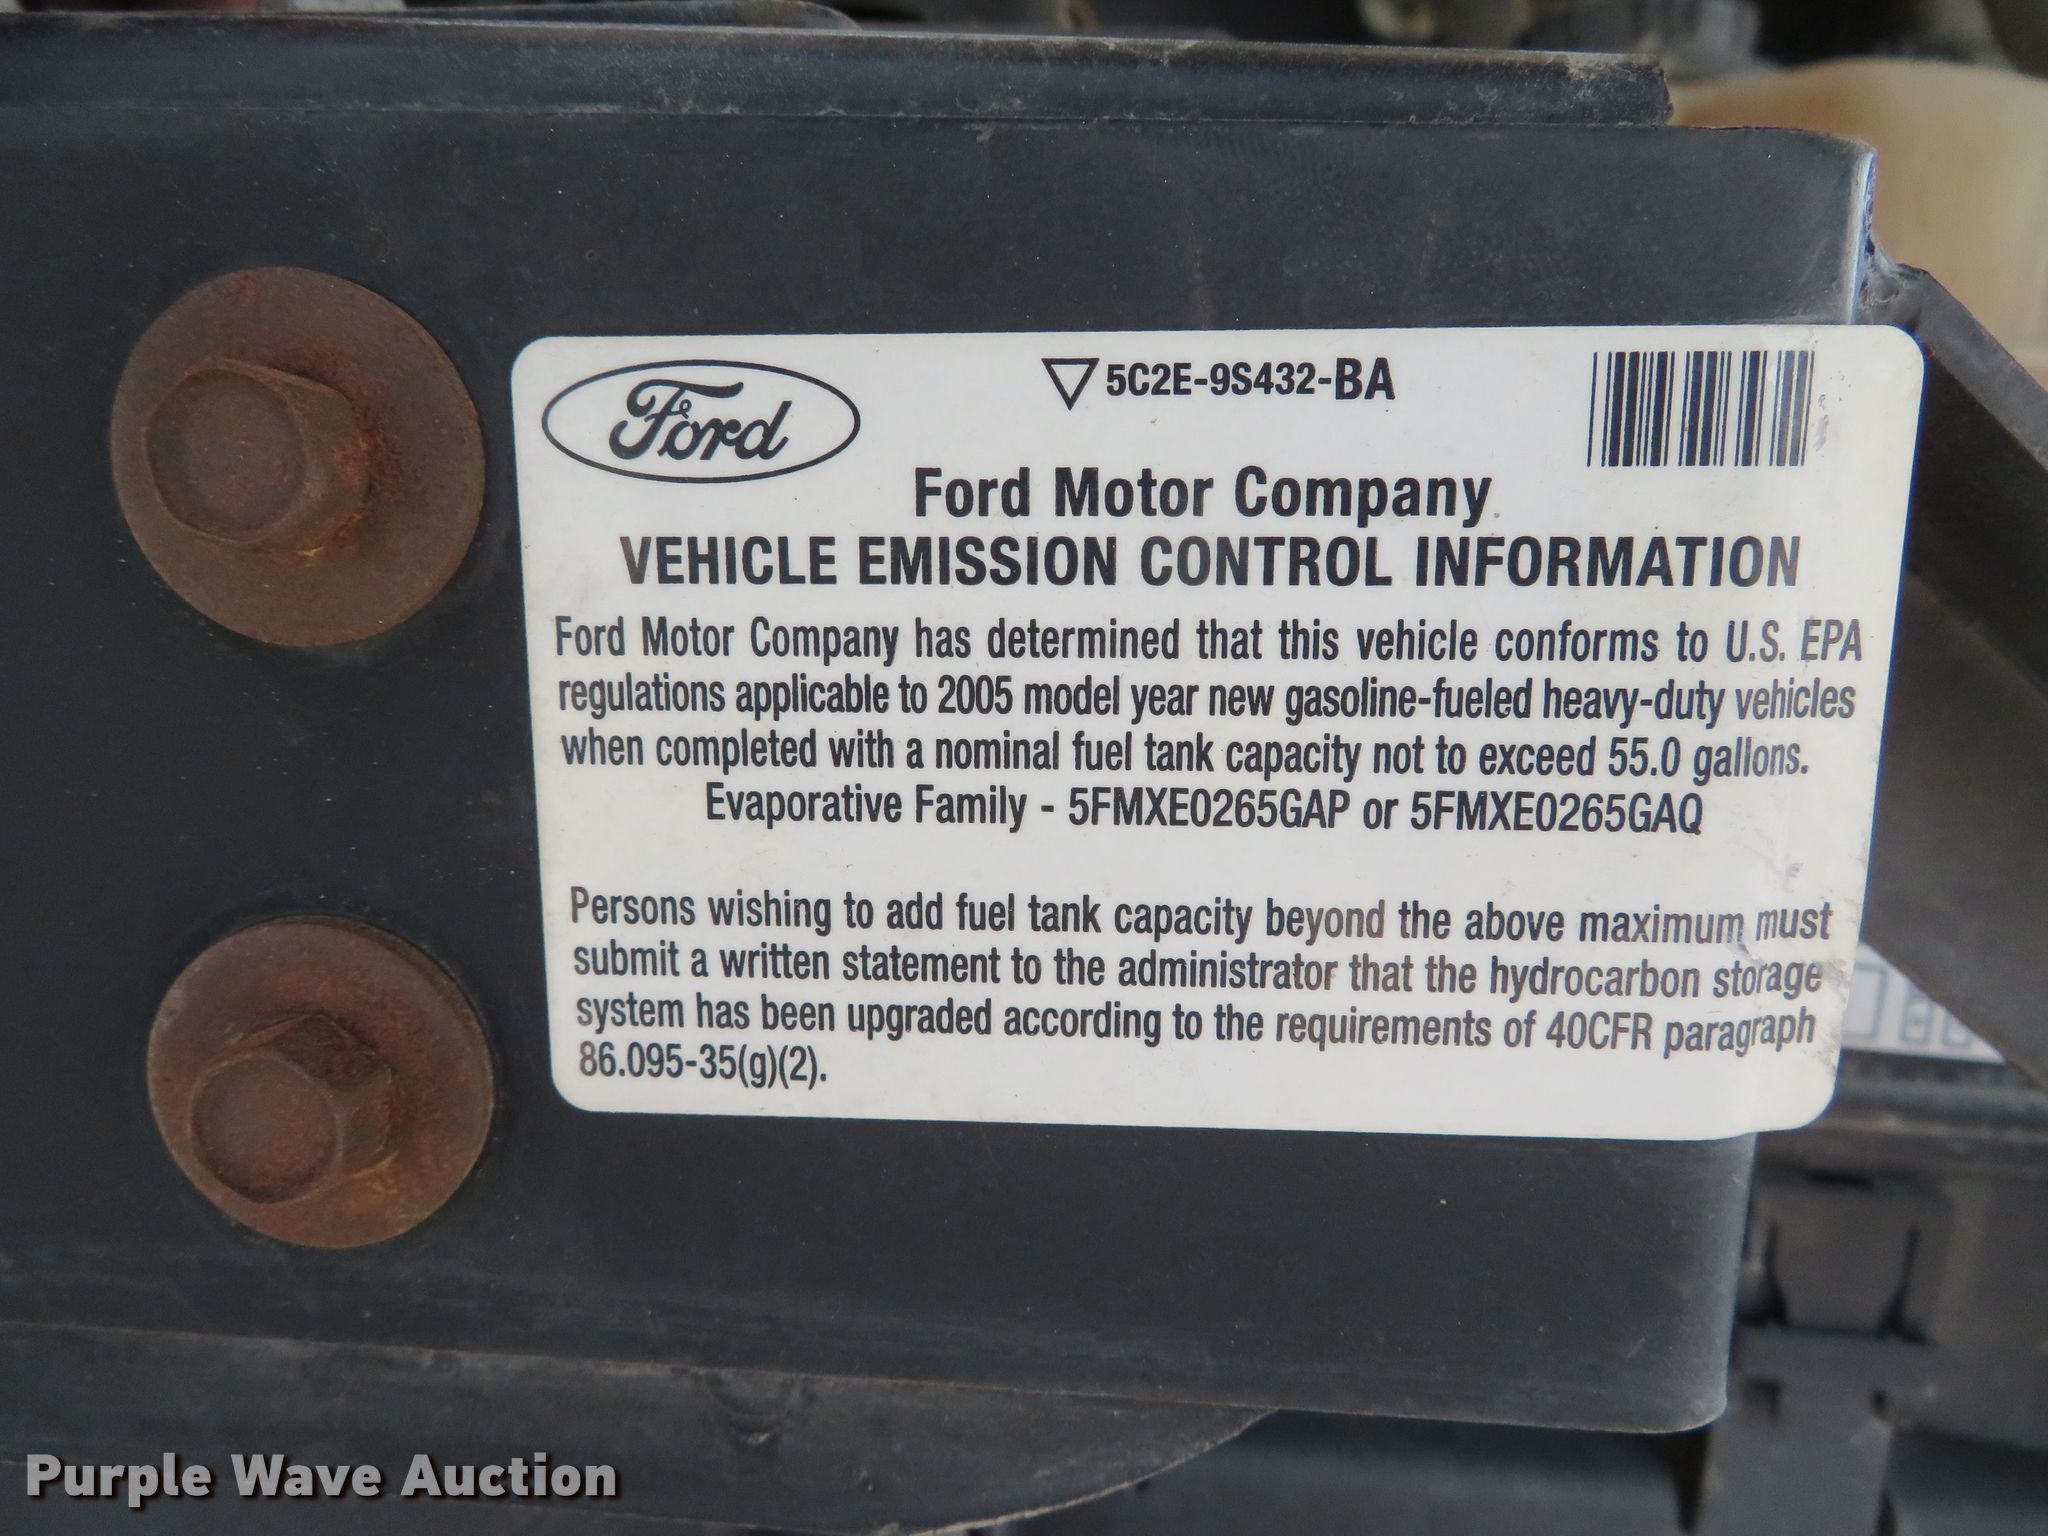 Ford
5C2E-9S432-BA
Ford Motor Company
VEHICLE EMISSION CONTROL INFORMATION
Ford Motor Company has determined that this vehicle conforms to U.S. EPA
regulations applicable to 2005 model year new gasoline-fueled heavy-duty vehicles
when completed with a nominal fuel tank capacity not to exceed 55.0 gallons.
Evaporative Family - 5FMXE0265GAP or 5FMXE0265GAQ
Persons wishing to add fuel tank capacity beyond the above maximum must
submit a written statement to the administrator that the hydrocarbon storage
system has been upgraded according to the requirements of 40CFR paragraph
86.095-35(g)(2).
Purple Wave Auction